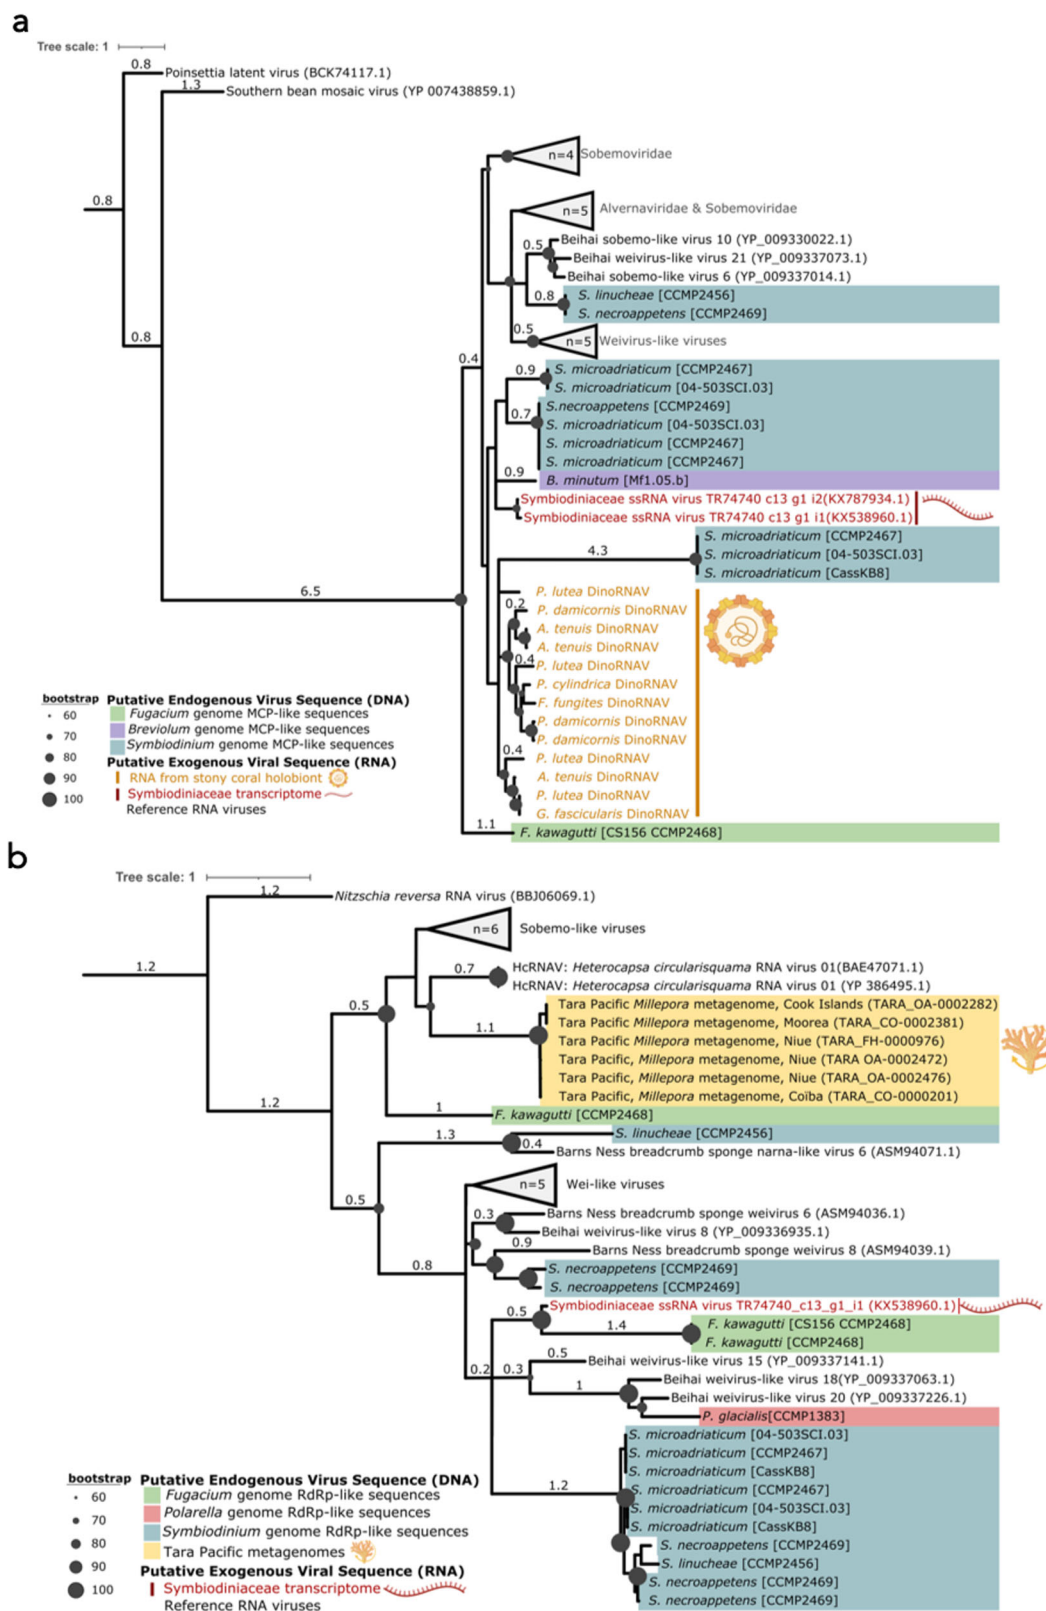 a
Tree scale: 1
0.8
Poinsettia latent virus (BCK74117.1)
1.3
Southern bean mosaic virus (YP 007438859.1)
n=4
Sobemoviridae
0.8
n=5
Alvernaviridae & Sobemoviridae
Beihai sobemo-like virus 10 (YP_009330022.1)
0.5
Beihai weivirus-like virus 21 (YP_009337073.1)
Beihai sobemo-like virus 6 (YP_009337014.1)
0.8
S. linucheae [CCMP2456]
S. necroappetens [CCMP2469]
0.8
0.5
n=5
Weivirus-like viruses
0.4
0.9
S. microadriaticum [CCMP2467]
S. microadriaticum [04-503SCI.03]
S.necroappetens [CCMP2469]
0.7
S. microadriaticum [04-503SCI.03]
S. microadriaticum [CCMP2467]
S. microadriaticum [CCMP2467]
0.9
B. minutum [Mf1.05.b]
Symbiodiniaceae ssRNA virus TR74740 c13 g1 i2(KX787934.1)
Symbiodiniaceae ssRNA virus TR74740 c13 g1 i1(KX538960.1)
S. microadriaticum [CCMP2467]
4.3
S. microadriaticum [04-503SCI.03]
S. microadriaticum [CassKB8]
6.5
P. lutea DinoRNAV
0.2
P. damicornis DinoRNAV
A. tenuis DinoRNAV
A. tenuis DinoRNAV
0.4
P. lutea DinoRNAV
P. cylindrica DinoRNAV
F. fungites DinoRNAV
P. damicornis DinoRNAV
P. damicornis DinoRNAV
0.4
P. lutea DinoRNAV
A. tenuis DinoRNAV
P. lutea DinoRNAV
G. fascicularis DinoRNAV
1.1
F. kawagutti [CS156 CCMP2468]
bootstrap
60
70
80
90
100
Putative Endogenous Virus Sequence (DNA)
Fugacium genome MCP-like sequences
Breviolum genome MCP-like sequences
Symbiodinium genome MCP-like sequences
Putative Exogenous Viral Sequence (RNA)
RNA from stony coral holobiont
Symbiodiniaceae transcriptome
Reference RNA viruses
b
Tree scale: 1
1.2
Nitzschia reversa RNA virus (BBJ06069.1)
n=6
Sobemo-like viruses
1.2
0.7
HcRNAV: Heterocapsa circularisquama RNA virus 01(BAE47071.1)
HcRNAV: Heterocapsa circularisquama RNA virus 01 (YP 386495.1)
0.5
Tara Pacific Millepora metagenome, Cook Islands (TARA_OA-0002282)
Tara Pacific Millepora metagenome, Moorea (TARA_CO-0002381)
1.1
Tara Pacific Millepora metagenome, Niue (TARA_FH-0000976)
Tara Pacific, Millepora metagenome, Niue (TARA OA-0002472)
Tara Pacific, Millepora metagenome, Niue (TARA_OA-0002476)
Tara Pacific, Millepora metagenome, Coïba (TARA_CO-0000201)
1.2
1
F. kawagutti [CCMP2468]
1.3
S. linucheae [CCMP2456]
0.4
Barns Ness breadcrumb sponge narna-like virus 6 (ASM94071.1)
n=5
Wei-like viruses
0.5
0.3
Barns Ness breadcrumb sponge weivirus 6 (ASM94036.1)
Beihai weivirus-like virus 8 (YP_009336935.1)
0.9
Barns Ness breadcrumb sponge weivirus 8 (ASM94039.1)
0.8
S. necroappetens [CCMP2469]
S. necroappetens [CCMP2469]
0.5
Symbiodiniaceae ssRNA virus TR74740_c13_g1_i1 (KX538960.1)
1.4
F. kawagutti [CS156 CCMP2468]
F. kawagutti [CCMP2468]
0.5
Beihai weivirus-like virus 15 (YP_009337141.1)
0.2
0.3
Beihai weivirus-like virus 18(YP_009337063.1)
1
Beihai weivirus-like virus 20 (YP_009337226.1)
P. glacialis[CCMP1383]
S. microadriaticum [04-503SCI.03]
S. microadriaticum [CCMP2467]
S. microadriaticum [CassKB8]
1.2
S. microadriaticum [CCMP2467]
S. microadriaticum [04-503SCI.03]
S. microadriaticum [CassKB8]
S. necroappetens [CCMP2469]
S. linucheae [CCMP2456]
S. necroappetens [CCMP2469]
S. necroappetens [CCMP2469]
bootstrap
60
70
80
90
100
Putative Endogenous Virus Sequence (DNA)
Fugacium genome RdRp-like sequences
Polarella genome RdRp-like sequences
Symbiodinium genome RdRp-like sequences
Tara Pacific metagenomes
Putative Exogenous Viral Sequence (RNA)
Symbiodiniaceae transcriptome
Reference RNA viruses